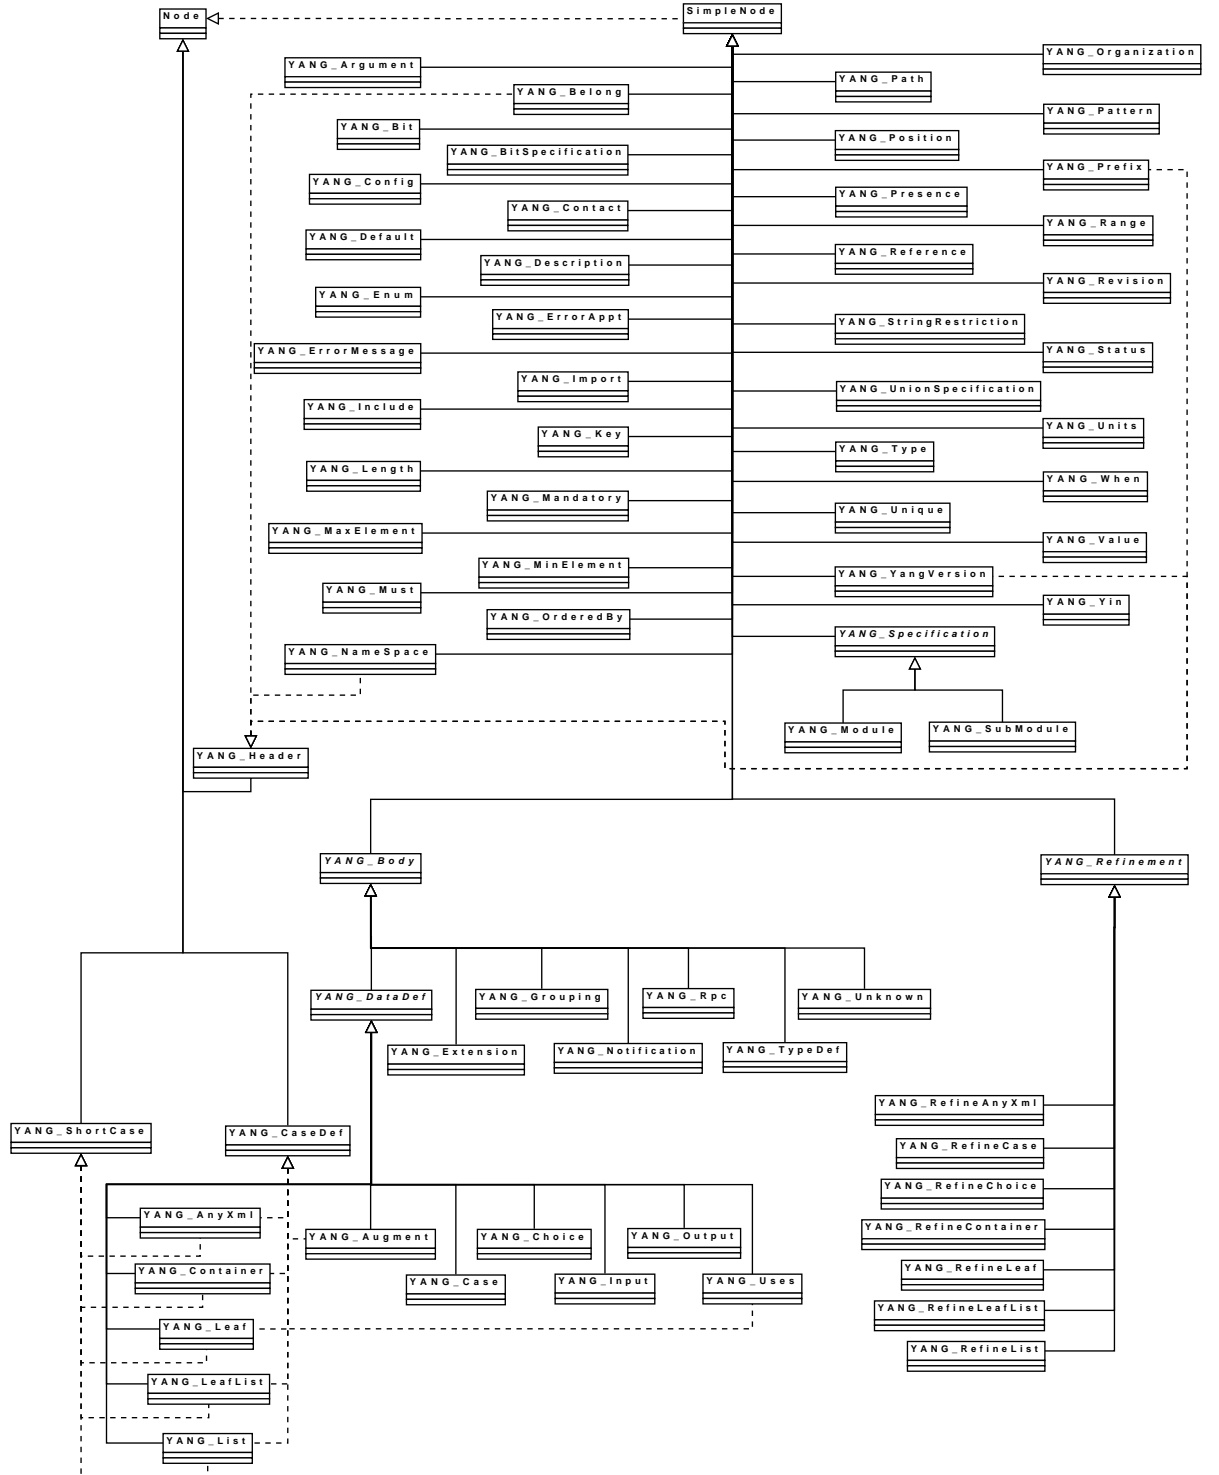 Node
SimpleNode
YANG_Organization
YANG_Argument
YANG_Path
YANG_Belong
YANG_Pattern
YANG_Bit
YANG_Position
YANG_BitSpecification
YANG_Prefix
YANG_Config
YANG_Presence
YANG_Contact
YANG_Range
YANG_Default
YANG_Reference
YANG_Description
YANG_Revision
YANG_Enum
YANG_ErrorAppt
YANG_StringRestriction
YANG_ErrorMessage
YANG_Status
YANG_Import
YANG_UnionSpecification
YANG_Include
YANG_Units
YANG_Key
YANG_Type
YANG_Length
YANG_When
YANG_Mandatory
YANG_Unique
YANG_MaxElement
YANG_Value
YANG_MinElement
YANG_YangVersion
YANG_Must
YANG_Yin
YANG_OrderedBy
YANG_Specification
YANG_NameSpace
YANG_Module
YANG_SubModule
YANG_Header
YANG_Body
YANG_Refinement
YANG_DataDef
YANG_Grouping
YANG_Rpc
YANG_Unknown
YANG_Extension
YANG_Notification
YANG_TypeDef
YANG_RefineAnyXml
YANG_ShortCase
YANG_CaseDef
YANG_RefineCase
YANG_RefineChoice
YANG_AnyXml
YANG_Augment
YANG_Choice
YANG_Output
YANG_RefineContainer
YANG_Container
YANG_Case
YANG_Input
YANG_Uses
YANG_RefineLeaf
YANG_Leaf
YANG_RefineLeafList
YANG_RefineList
YANG_LeafList
YANG_List